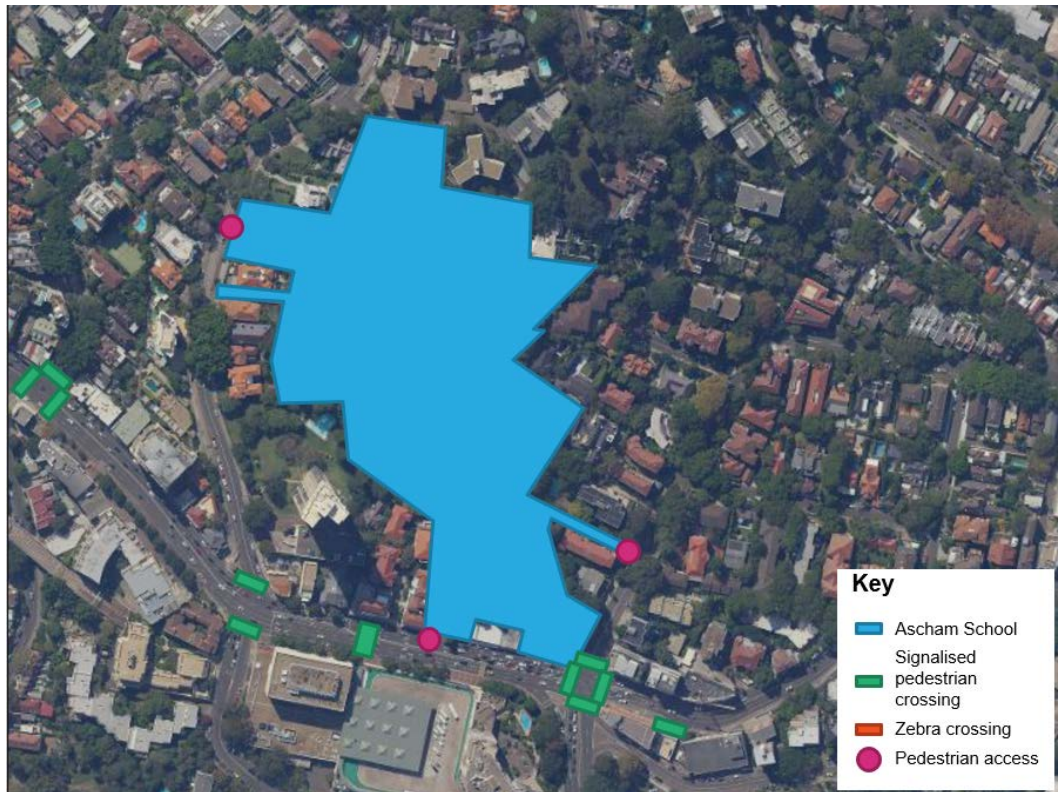 Key
Ascham School
Signalised
pedestrian
crossing
Zebra crossing
Pedestrian access